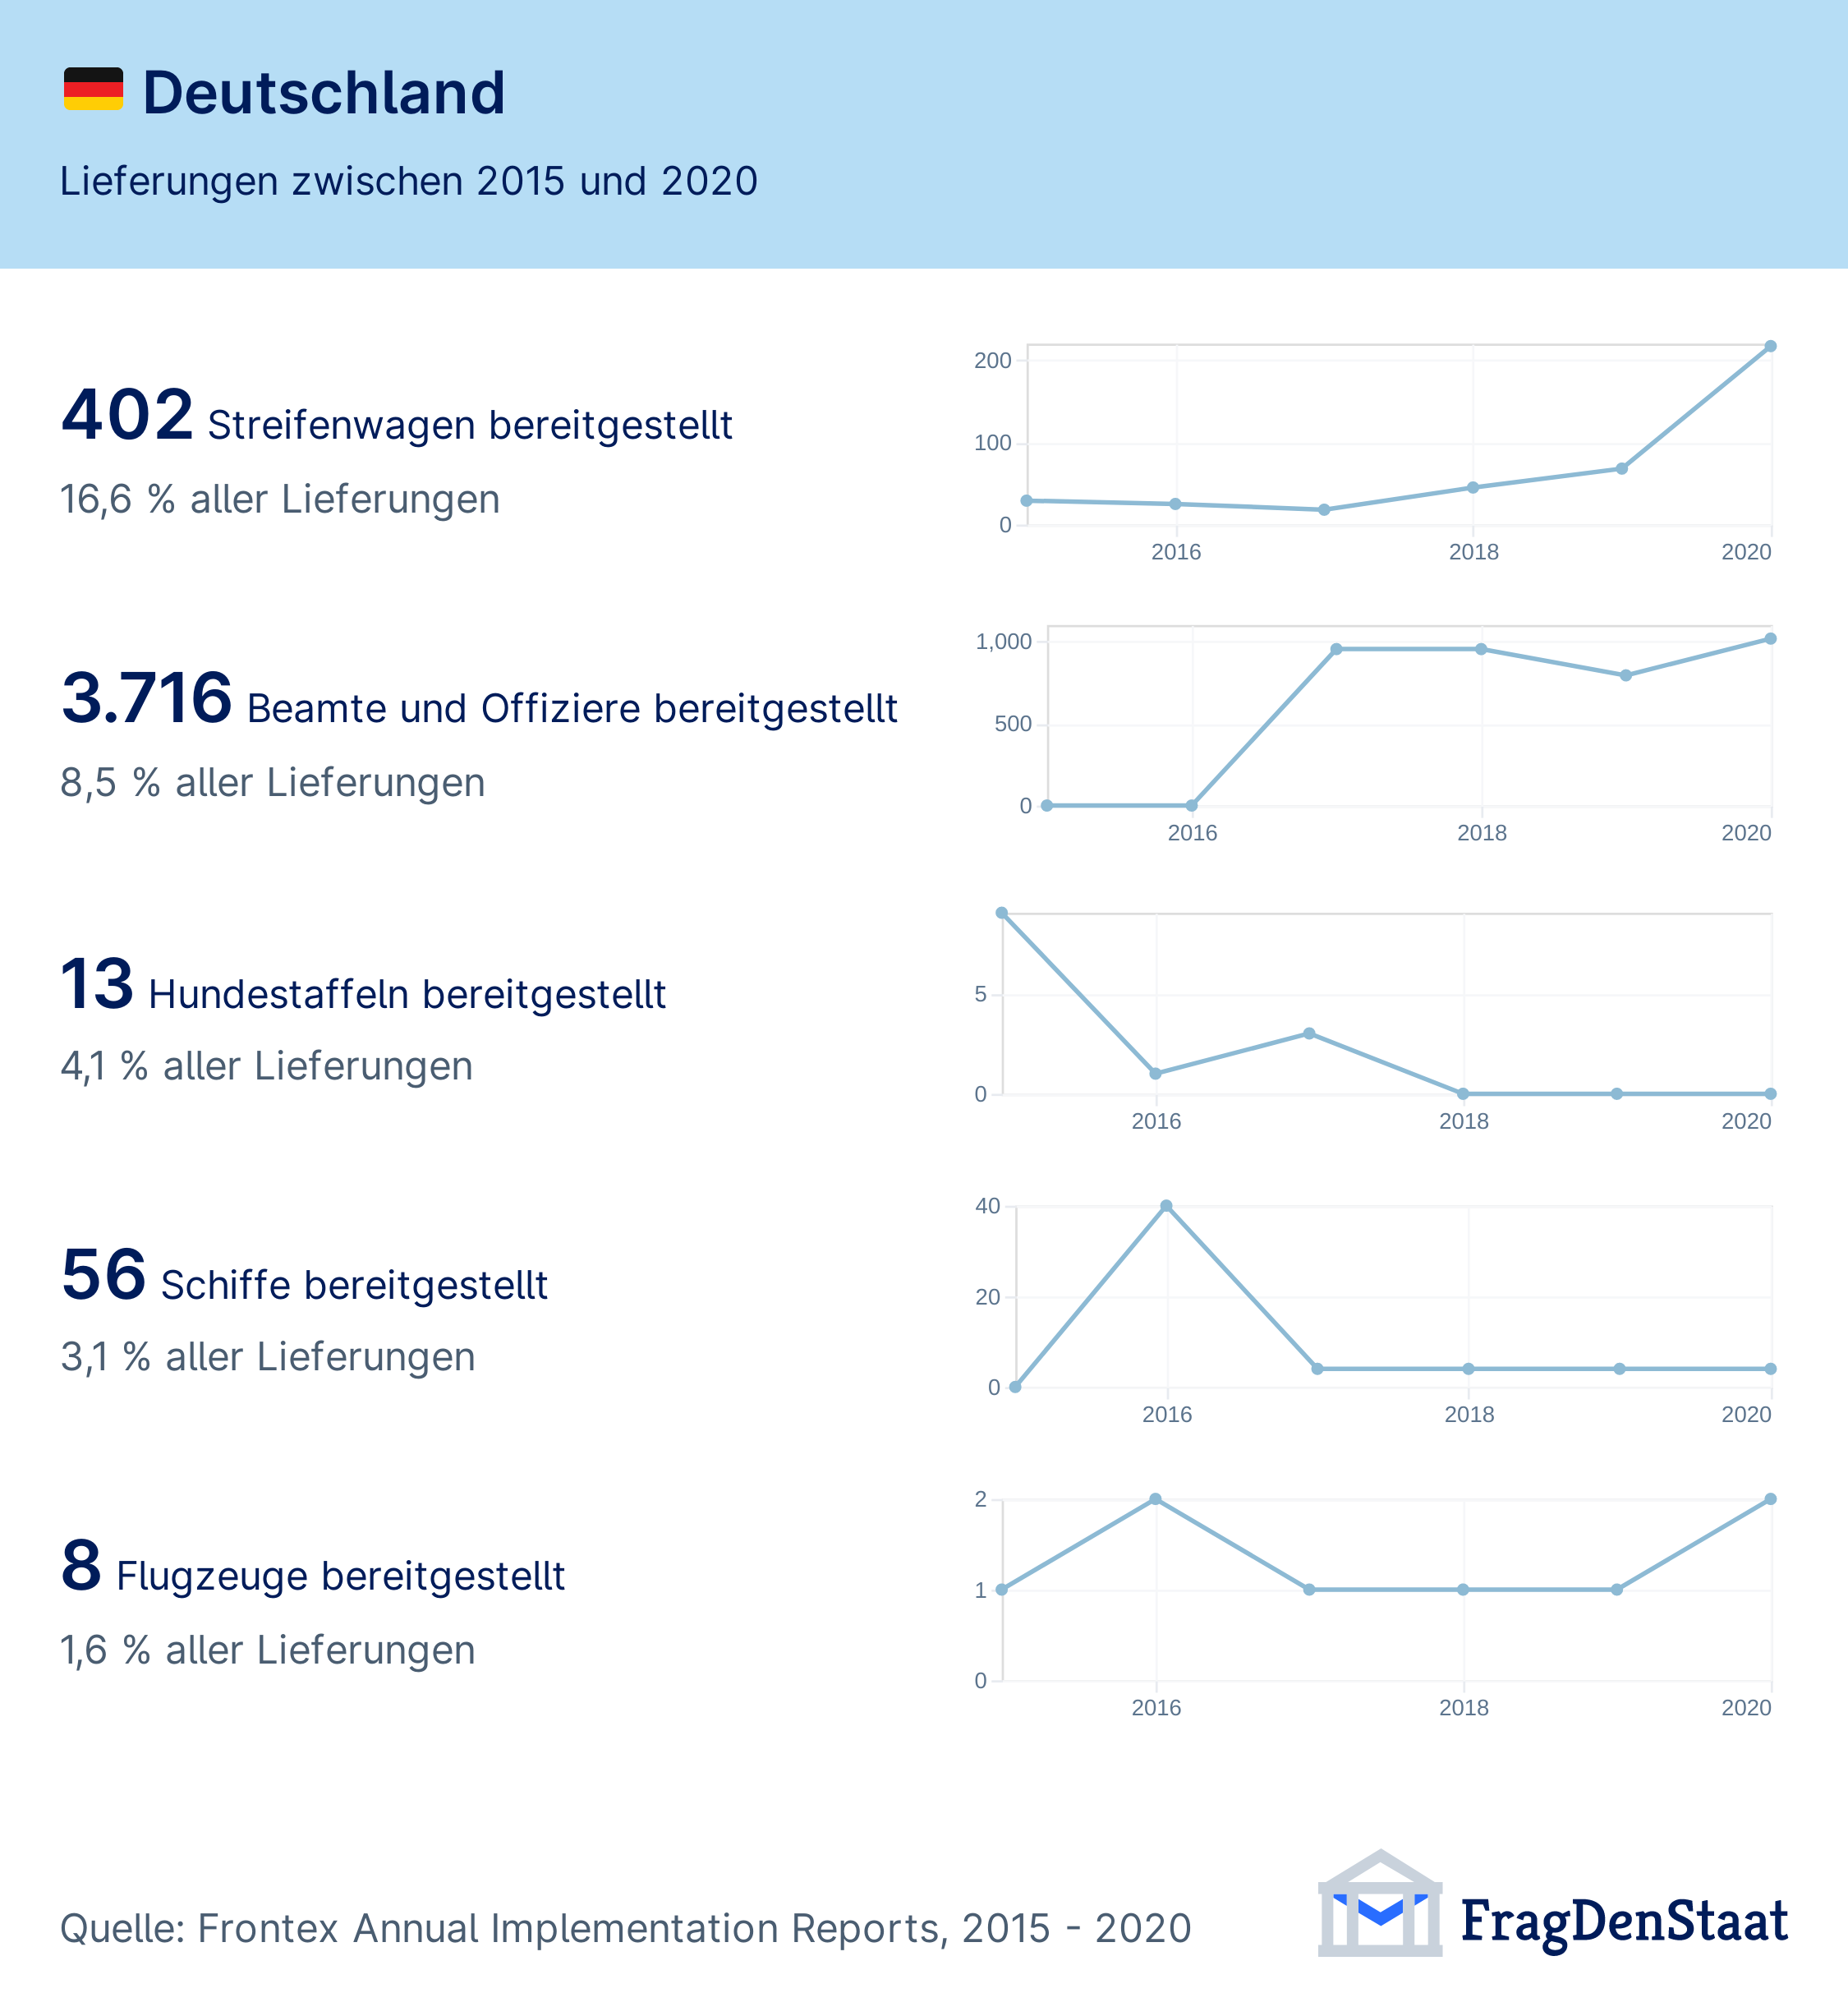 Deutschland
Lieferungen zwischen 2015 und 2020
402 Streifenwagen bereitgestellt
16,6 % aller Lieferungen
200
100
0
2016 2018 2020
3.716 Beamte und Offiziere bereitgestellt
8,5 % aller Lieferungen
1,000
500
0
2016 2018 2020
13 Hundestaffeln bereitgestellt
4,1 % aller Lieferungen
5
0
2016 2018 2020
56 Schiffe bereitgestellt
3,1 % aller Lieferungen
40
20
0
2016 2018 2020
8 Flugzeuge bereitgestellt
1,6 % aller Lieferungen
2
1
0
2016 2018 2020
Quelle: Frontex Annual Implementation Reports, 2015 - 2020
FragDenStaat